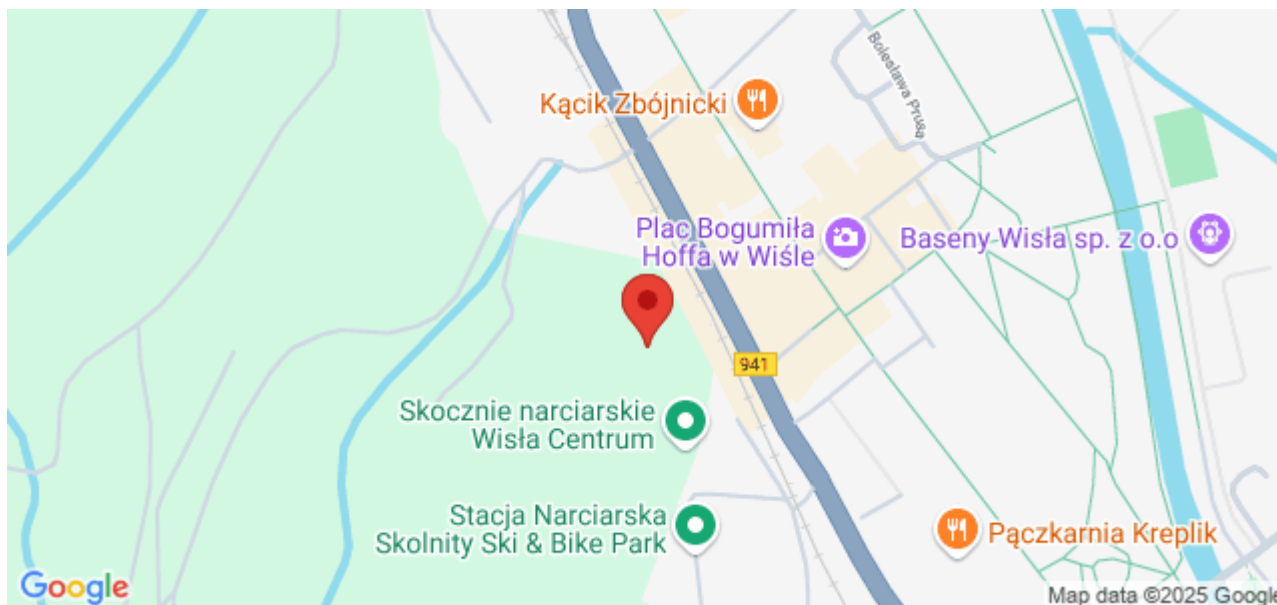 Bolesława Prusa
Kącik Zbójnicki
Plac Bogumiła
Hoffa w Wiśle
Baseny Wisła sp. z o.o
941
Skocznie narciarskie
Wisła Centrum
Stacja Narciarska
Skolnity Ski & Bike Park
Pączkarnia Kreplik
Google
Map data ©2025 Google